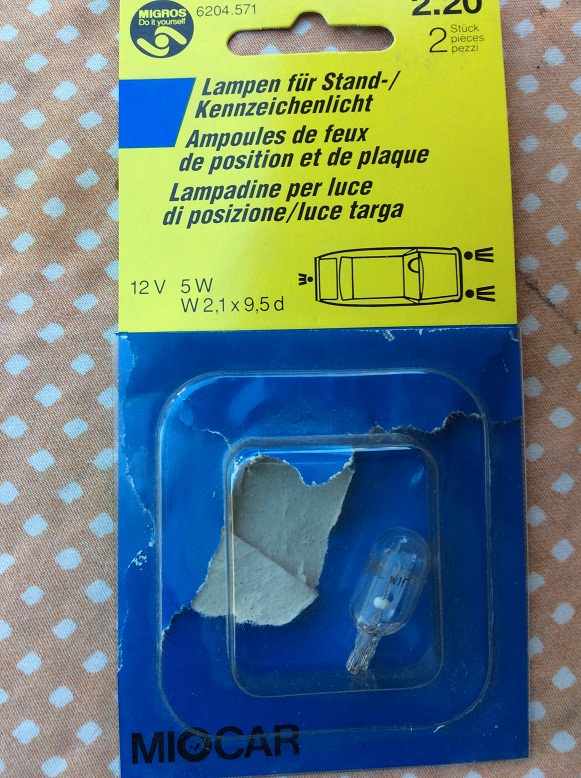 MIGROS
Do it yourself
6204.571
2.20
2 Stück
pièces
pezzi
Lampen für Stand-/
Kennzeichenlicht
Ampoules de feux
de position et de plaque
Lampadine per luce
di posizione/luce targa
12 V 5 W
W 2,1 x 9,5 d
MIOCAR